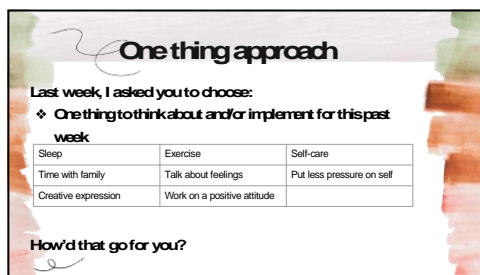 One thing approach
Last week, I asked you to choose:
❖ One thing to think about and/or implement for this past
week
Sleep Exercise Self-care
Time with family Talk about feelings Put less pressure on self
Creative expression Work on a positive attitude
How'd that go for you?